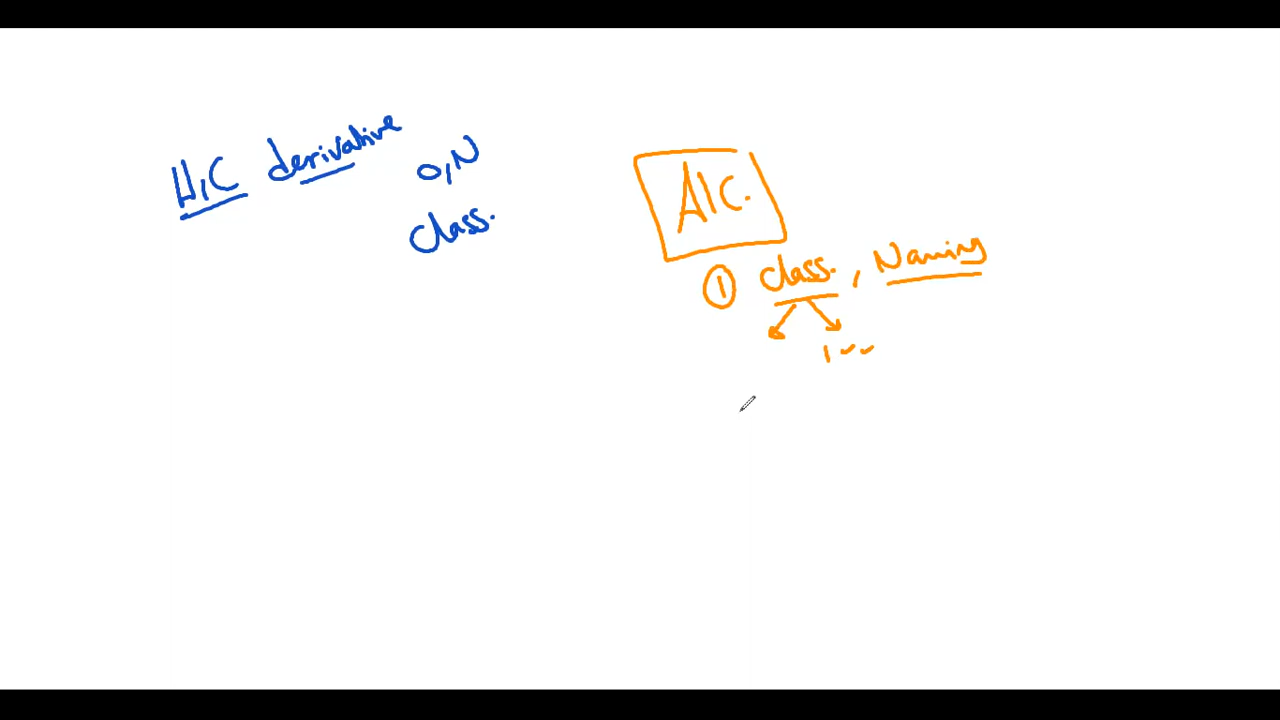 H,C derivative
O,N
Class.
Alc.
① Class. , Naming